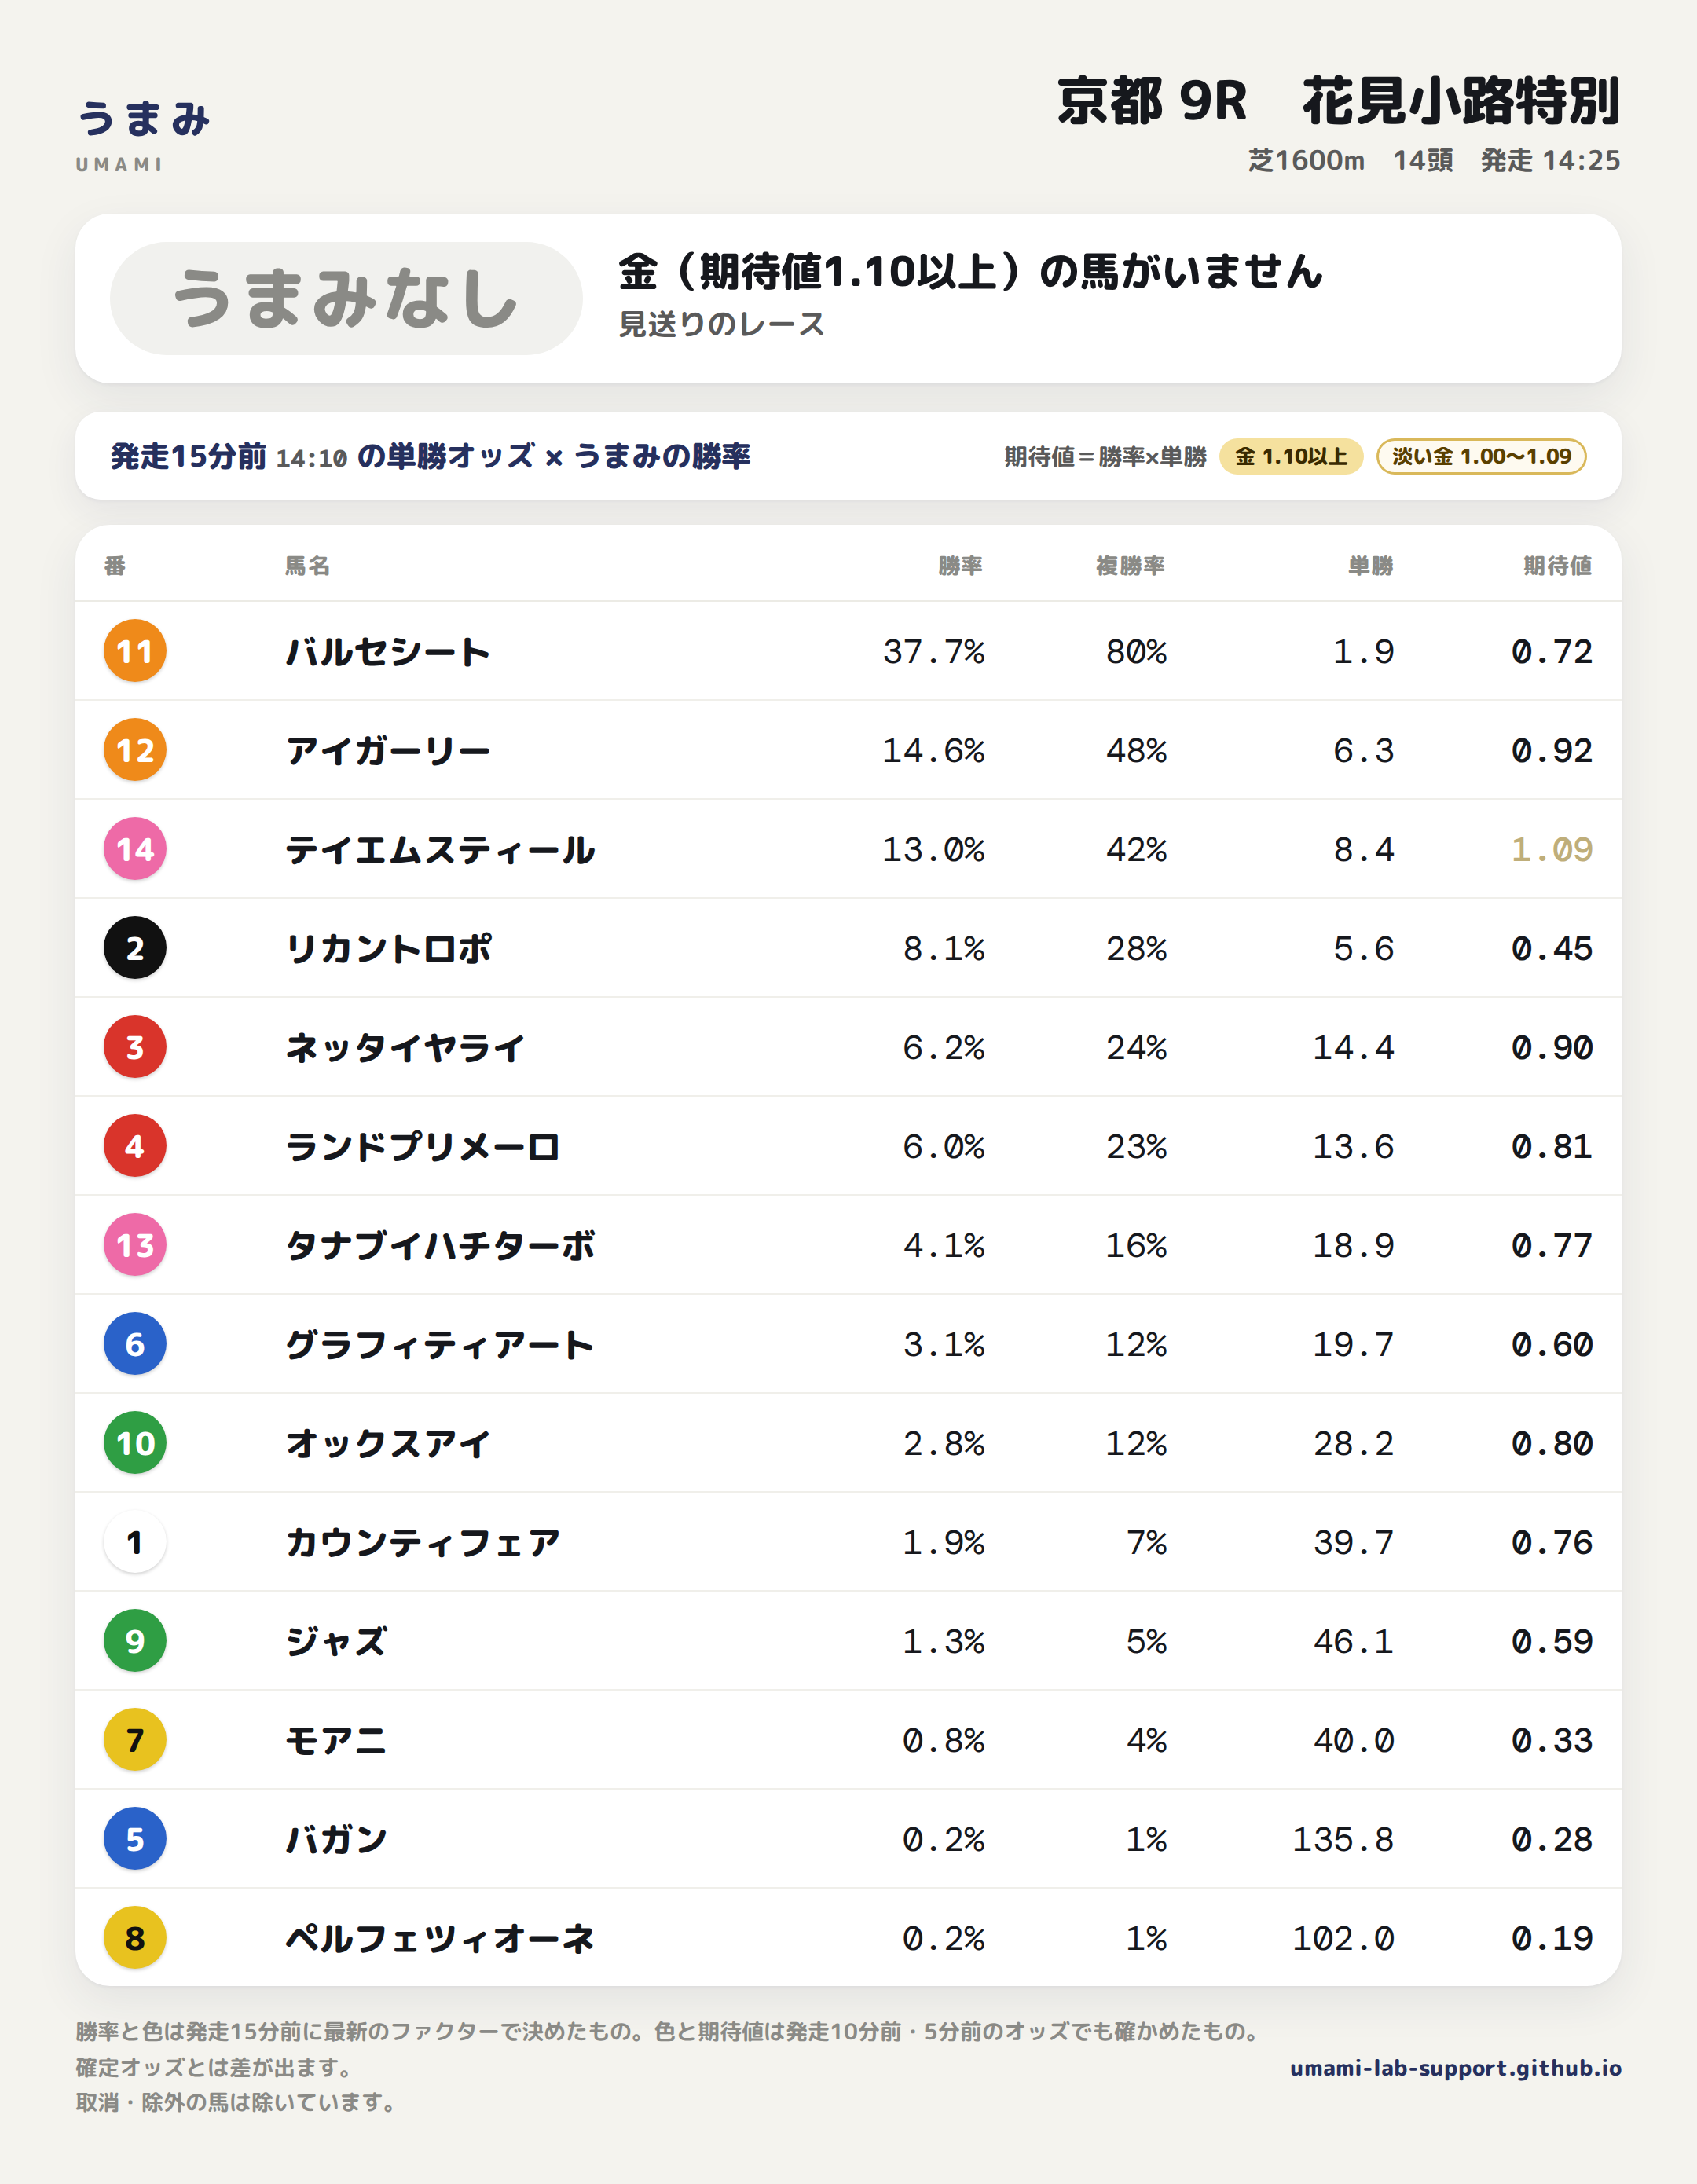 うまみ
UMAMI
京都 9R　花見小路特別
芝1600m　14頭　発走 14:25
うまみなし
金（期待値1.10以上）の馬がいません
見送りのレース
発走15分前 14:10 の単勝オッズ × うまみの勝率
期待値＝勝率×単勝 金 1.10以上 淡い金 1.00〜1.09
番 馬名 勝率 複勝率 単勝 期待値
11 バルセシート 37.7% 80% 1.9 0.72
12 アイガーリー 14.6% 48% 6.3 0.92
14 テイエムスティール 13.0% 42% 8.4 1.09
2 リカントロポ 8.1% 28% 5.6 0.45
3 ネッタイヤライ 6.2% 24% 14.4 0.90
4 ランドプリメーロ 6.0% 23% 13.6 0.81
13 タナブイハチターボ 4.1% 16% 18.9 0.77
6 グラフィティアート 3.1% 12% 19.7 0.60
10 オックスアイ 2.8% 12% 28.2 0.80
1 カウンティフェア 1.9% 7% 39.7 0.76
9 ジャズ 1.3% 5% 46.1 0.59
7 モアニ 0.8% 4% 40.0 0.33
5 バガン 0.2% 1% 135.8 0.28
8 ペルフェツィオーネ 0.2% 1% 102.0 0.19
勝率と色は発走15分前に最新のファクターで決めたもの。色と期待値は発走10分前・5分前のオッズでも確かめたもの。
確定オッズとは差が出ます。
取消・除外の馬は除いています。
umami-lab-support.github.io